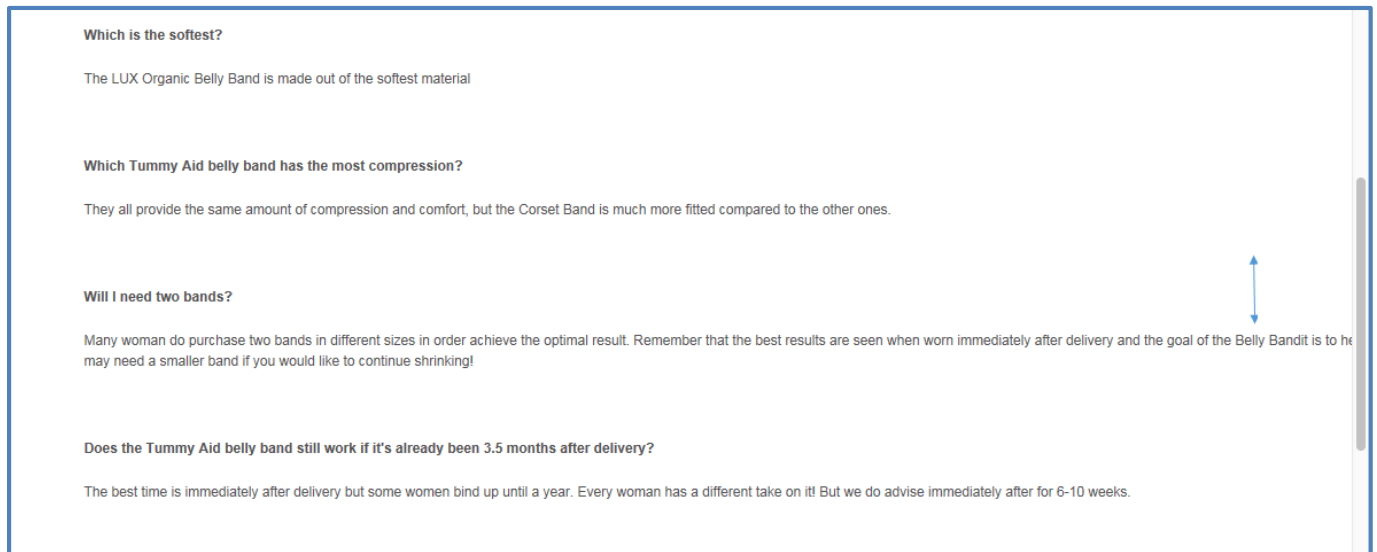 Which is the softest?
The LUX Organic Belly Band is made out of the softest material
Which Tummy Aid belly band has the most compression?
They all provide the same amount of compression and comfort, but the Corset Band is much more fitted compared to the other ones.
Will I need two bands?
Many woman do purchase two bands in different sizes in order achieve the optimal result. Remember that the best results are seen when worn immediately after delivery and the goal of the Belly Bandit is to
may need a smaller band if you would like to continue shrinking!
Does the Tummy Aid belly band still work if it's already been 3.5 months after delivery?
The best time is immediately after delivery but some women bind up until a year. Every woman has a different take on it! But we do advise immediately after for 6-10 weeks.